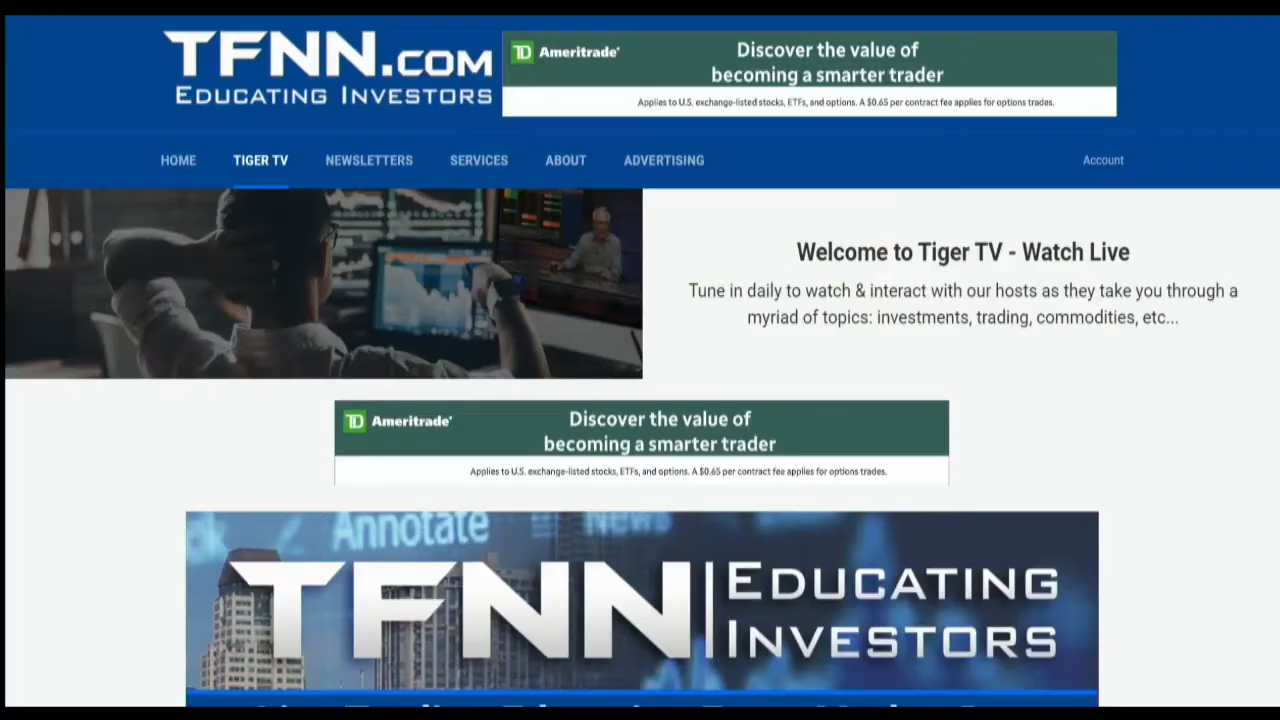 TFNN.COM
EDUCATING INVESTORS
TD Ameritrade
Discover the value of
becoming a smarter trader
Applies to U.S. exchange-listed stocks, ETFs, and options. A $0.65 per contract fee applies for options trades.
HOME TIGER TV NEWSLETTERS SERVICES ABOUT ADVERTISING Account
Welcome to Tiger TV - Watch Live
Tune in daily to watch & interact with our hosts as they take you through a
myriad of topics: investments, trading, commodities, etc...
TD Ameritrade
Discover the value of
becoming a smarter trader
Applies to U.S. exchange-listed stocks, ETFs, and options. A $0.65 per contract fee applies for options trades.
Annotate News
TFNN EDUCATING
INVESTORS